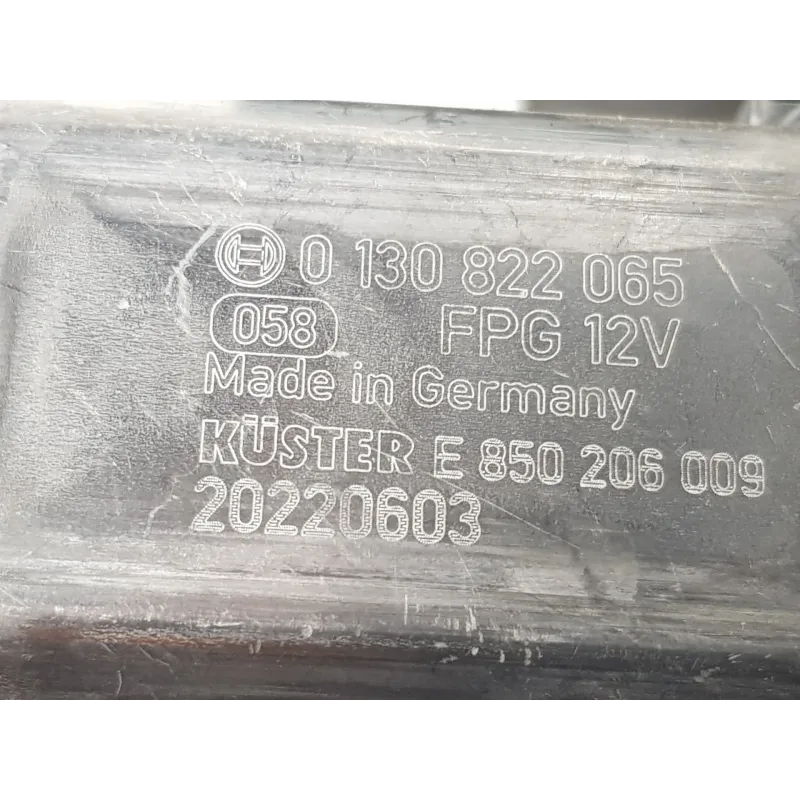 0 130 822 065
058 FPG 12V
Made in Germany
KÜSTER E 850 206 009
20220603